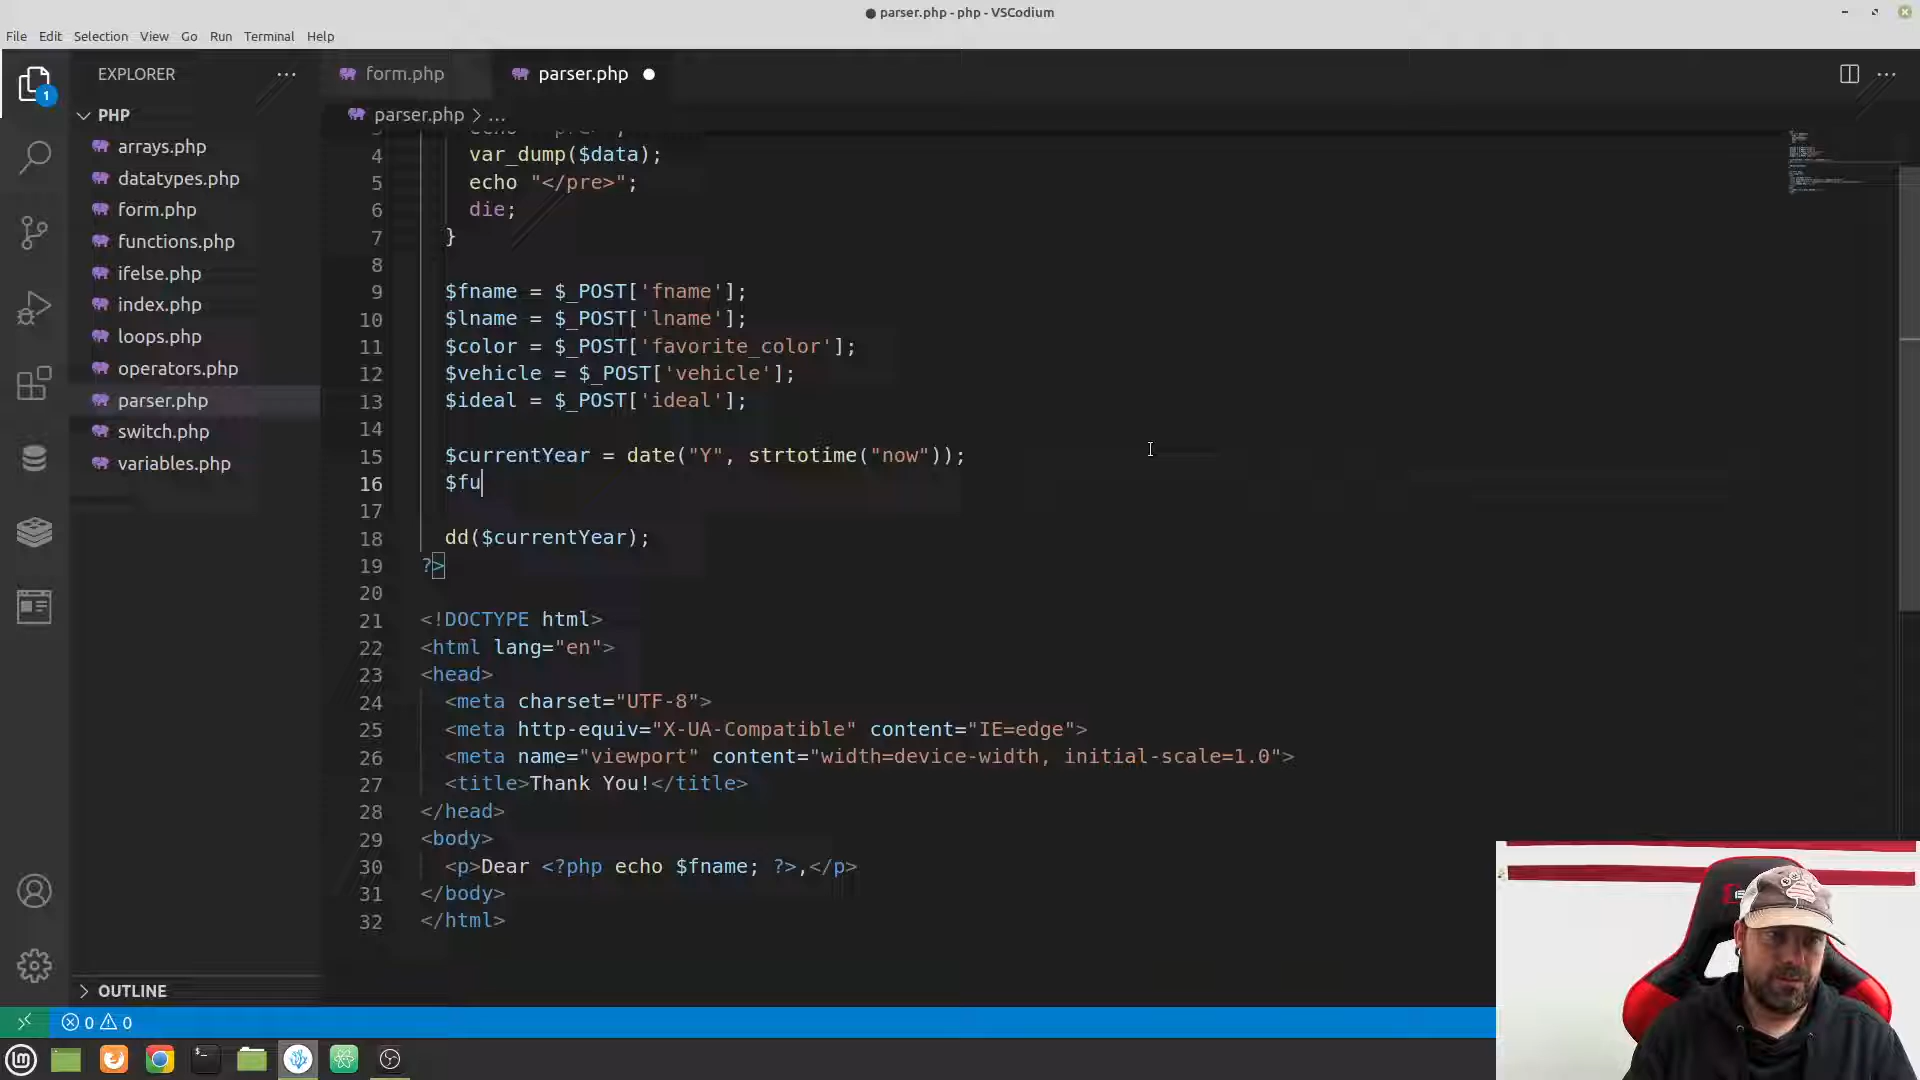 parser.php - php - VSCodium
File Edit Selection View Go Run Terminal Help
EXPLORER
form.php
parser.php
1
PHP
parser.php > ...
arrays.php
datatypes.php
form.php
functions.php
ifelse.php
index.php
loops.php
operators.php
parser.php
switch.php
variables.php
4 var_dump($data);
5 echo "</pre>";
6 die;
7 }
8
9 $fname = $_POST['fname'];
10 $lname = $_POST['lname'];
11 $color = $_POST['favorite_color'];
12 $vehicle = $_POST['vehicle'];
13 $ideal = $_POST['ideal'];
14
15 $currentYear = date("Y", strtotime("now"));
16 $fu
17
18 dd($currentYear);
19 ?>
20
21 <!DOCTYPE html>
22 <html lang="en">
23 <head>
24 <meta charset="UTF-8">
25 <meta http-equiv="X-UA-Compatible" content="IE=edge">
26 <meta name="viewport" content="width=device-width, initial-scale=1.0">
27 <title>Thank You!</title>
28 </head>
29 <body>
30 <p>Dear <?php echo $fname; ?>,</p>
31 </body>
32 </html>
OUTLINE
0 0